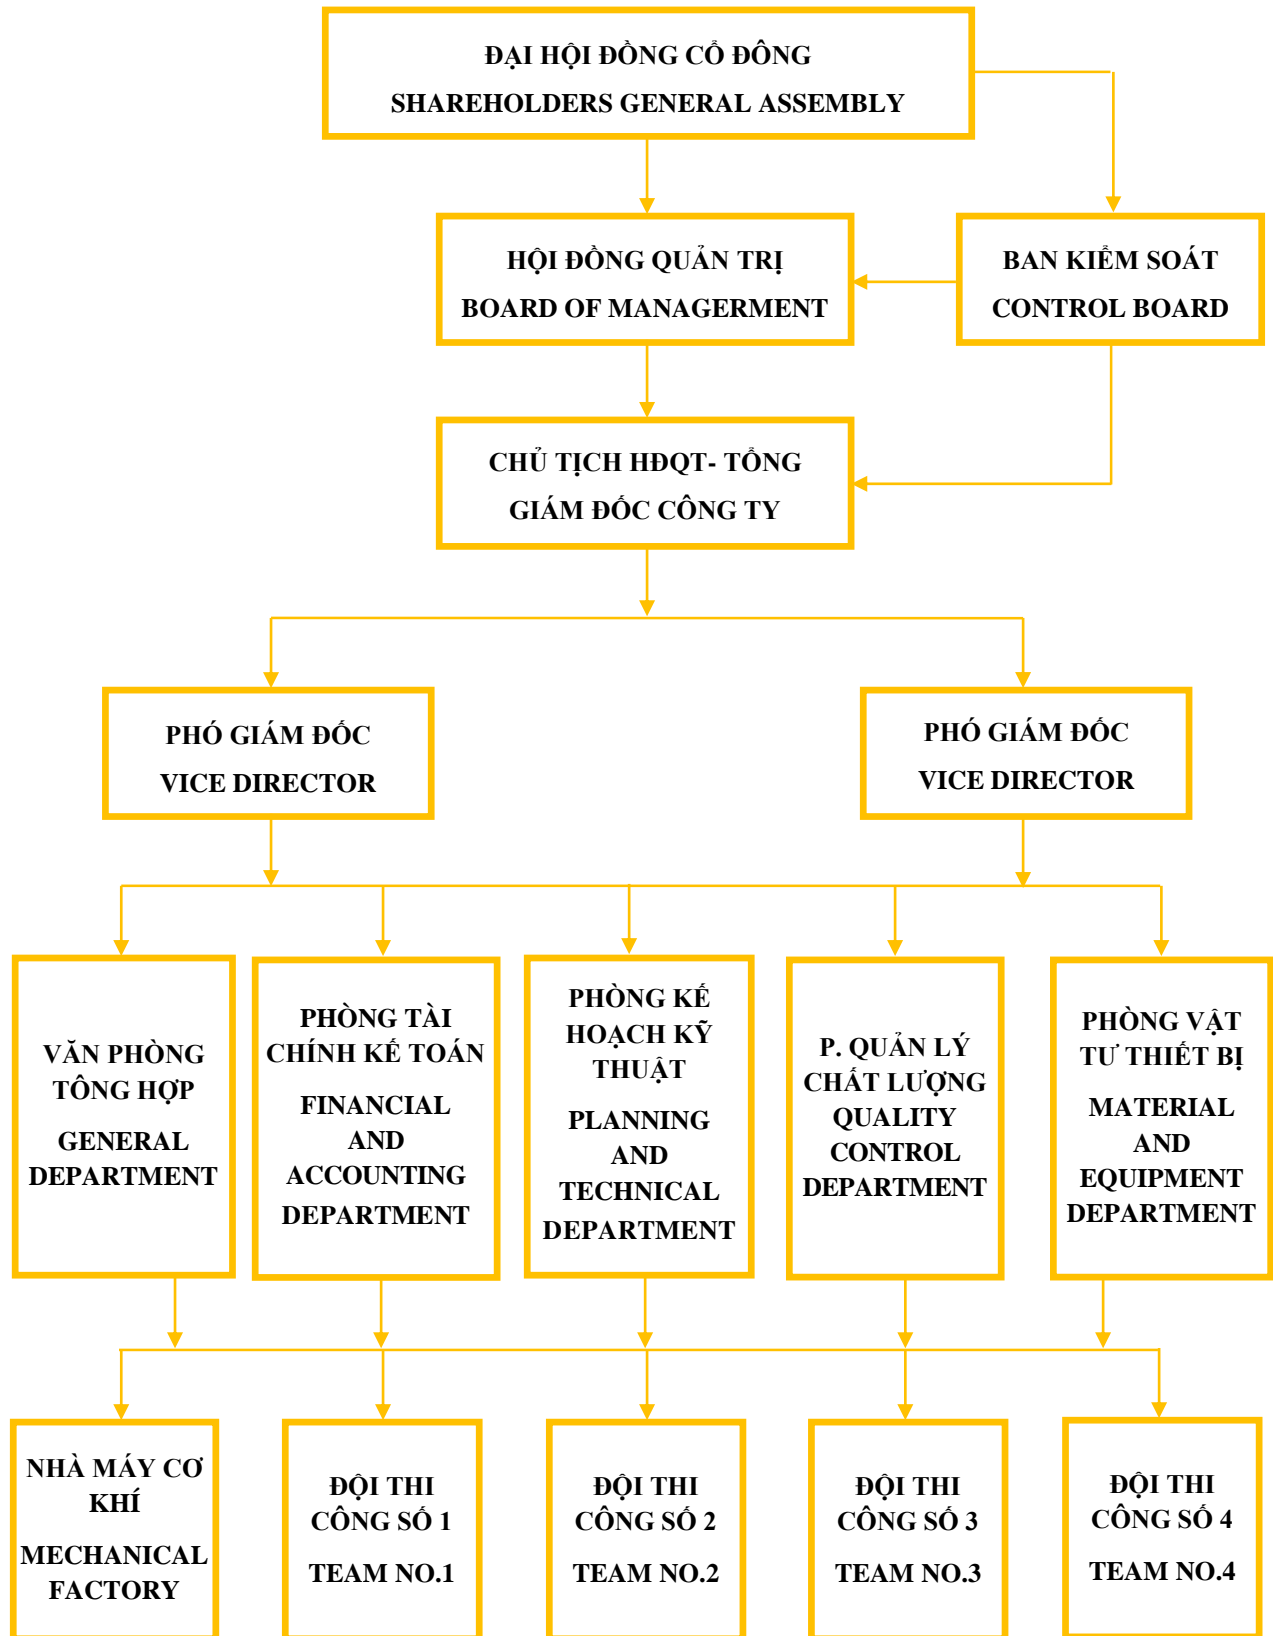 ĐẠI HỘI ĐỒNG CỔ ĐÔNG
SHAREHOLDERS GENERAL ASSEMBLY
HỘI ĐỒNG QUẢN TRỊ
BOARD OF MANAGERMENT
BAN KIỂM SOÁT
CONTROL BOARD
CHỦ TỊCH HĐQT- TỔNG
GIÁM ĐỐC CÔNG TY
PHÓ GIÁM ĐỐC
VICE DIRECTOR
PHÓ GIÁM ĐỐC
VICE DIRECTOR
VĂN PHÒNG
TÔNG HỢP
GENERAL
DEPARTMENT
PHÒNG TÀI
CHÍNH KẾ TOÁN
FINANCIAL
AND
ACCOUNTING
DEPARTMENT
PHÒNG KẾ
HOẠCH KỸ
THUẬT
PLANNING
AND
TECHNICAL
DEPARTMENT
P. QUẢN LÝ
CHẤT LƯỢNG
QUALITY
CONTROL
DEPARTMENT
PHÒNG VẬT
TƯ THIẾT BỊ
MATERIAL
AND
EQUIPMENT
DEPARTMENT
NHÀ MÁY CƠ
KHÍ
MECHANICAL
FACTORY
ĐỘI THI
CÔNG SỐ 1
TEAM NO.1
ĐỘI THI
CÔNG SỐ 2
TEAM NO.2
ĐỘI THI
CÔNG SỐ 3
TEAM NO.3
ĐỘI THI
CÔNG SỐ 4
TEAM NO.4